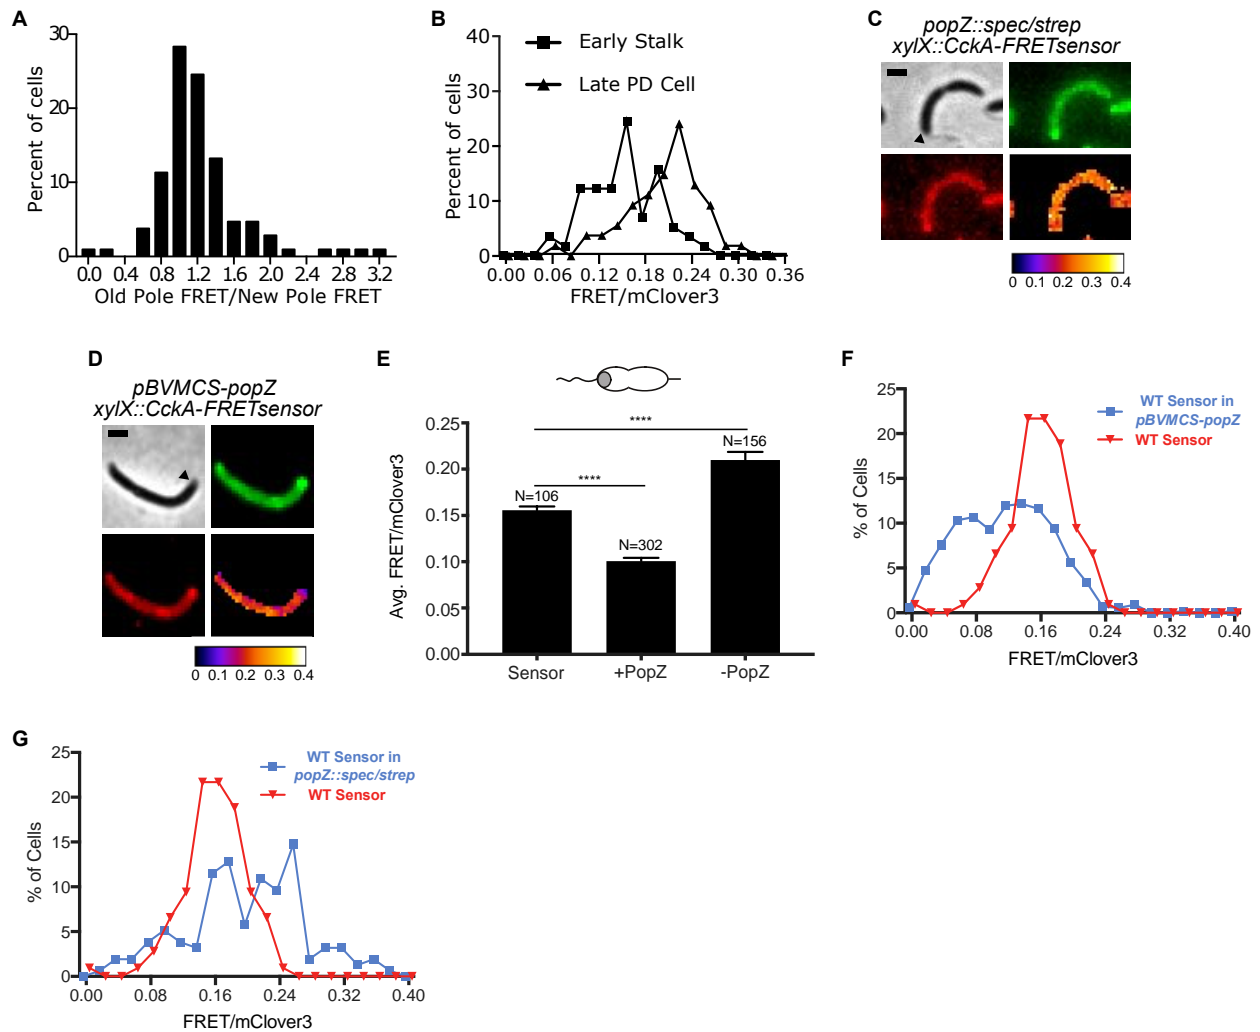 A
30
20
10
0
Percent of cells
0.0 0.4 0.8 1.2 1.6 2.0 2.4 2.8 3.2
Old Pole FRET/New Pole FRET
B
40
30
20
10
0
Percent of cells
Early Stalk
Late PD Cell
0.00 0.06 0.12 0.18 0.24 0.30 0.36
FRET/mClover3
C
popZ::spec/strep
xylX::CckA-FRETsensor
0 0.1 0.2 0.3 0.4
D
pBVMCS-popZ
xylX::CckA-FRETsensor
0 0.1 0.2 0.3 0.4
E
0.25
0.20
0.15
0.10
0.05
0.00
Avg. FRET/mClover3
****
****
N=106
N=302
N=156
Sensor +PopZ -PopZ
F
25
20
15
10
5
0
% of Cells
WT Sensor in
pBVMCS-popZ
WT Sensor
0.00 0.08 0.16 0.24 0.32 0.40
FRET/mClover3
G
25
20
15
10
5
0
% of Cells
WT Sensor in
popZ::spec/strep
WT Sensor
0.00 0.08 0.16 0.24 0.32 0.40
FRET/mClover3